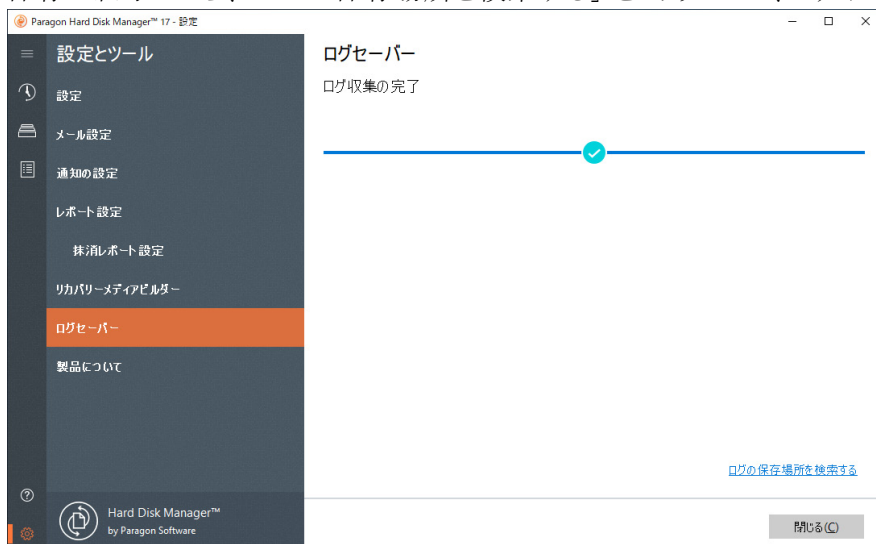 Paragon Hard Disk Manager™ 17 - 設定
設定とツール
設定
メール設定
通知の設定
レポート設定
抹消レポート設定
リカバリーメディアビルダー
ログセーバー
製品について
Hard Disk Manager™
by Paragon Software
ログセーバー
ログ収集の完了
ログの保存場所を検索する
閉じる(C)